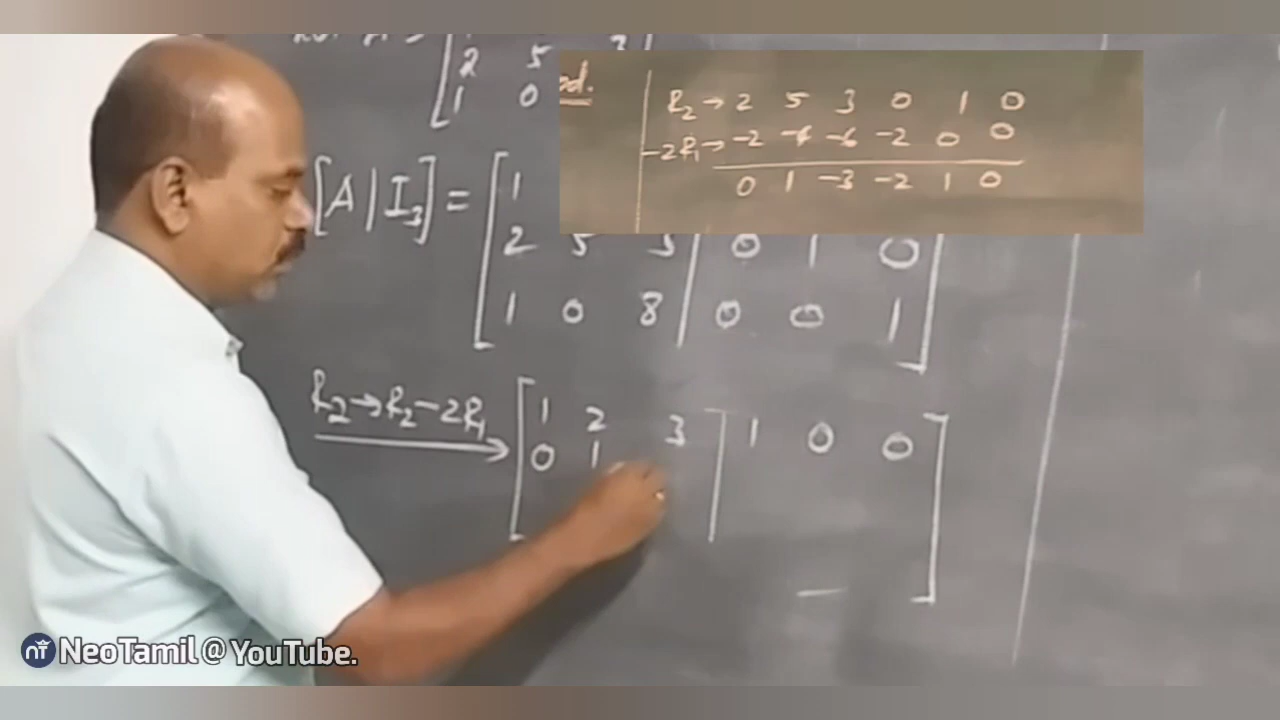 2 5
1 0
R₂ → 2 5 3 0 1 0
-2R₁ → -2 -4 -6 -2 0 0
0 1 -3 -2 1 0
[A | I₃] = [ 1
2 5 3 | 0 1 0
1 0 8 | 0 0 1 ]
R₂→R₂-2R₁ [ 1 2 3 | 1 0 0 ]
0 1
NeoTamil @ YouTube.